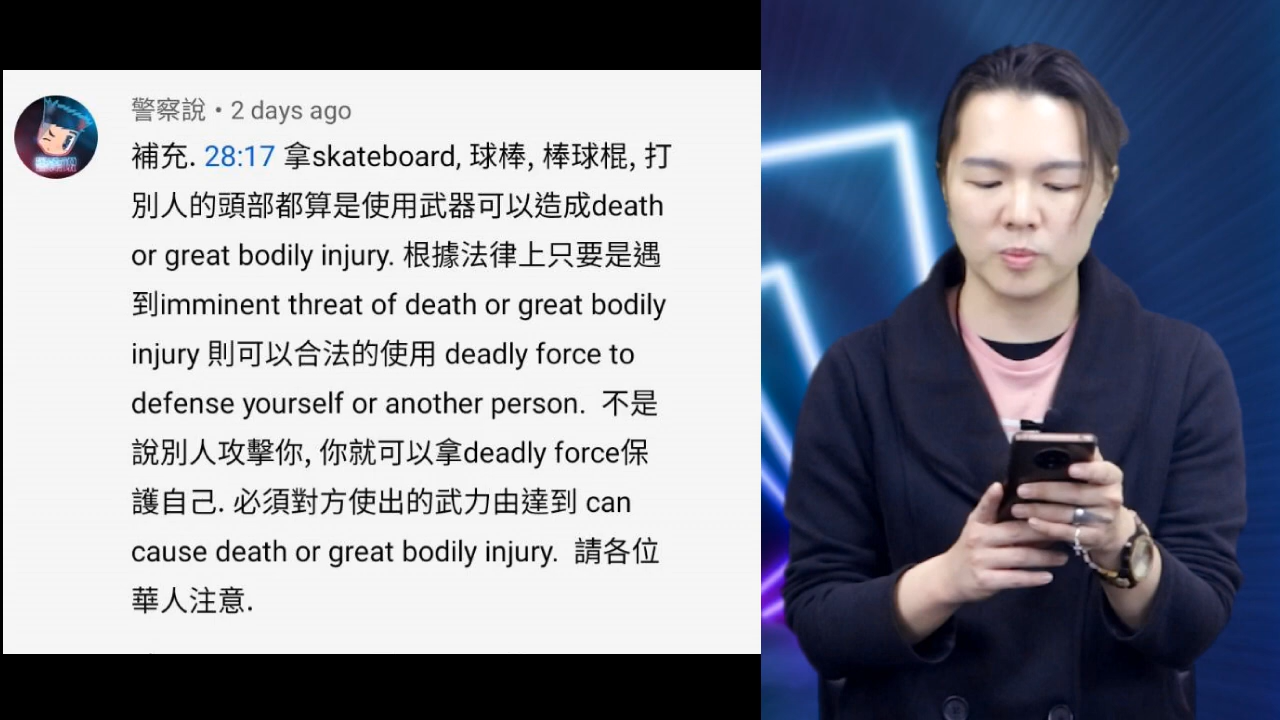 警察說 • 2 days ago
補充. 28:17 拿skateboard, 球棒, 棒球棍, 打
別人的頭部都算是使用武器可以造成death
or great bodily injury. 根據法律上只要是遇
到imminent threat of death or great bodily
injury 則可以合法的使用 deadly force to
defense yourself or another person. 不是
說別人攻擊你, 你就可以拿deadly force保
護自己. 必須對方使出的武力由達到 can
cause death or great bodily injury. 請各位
華人注意.